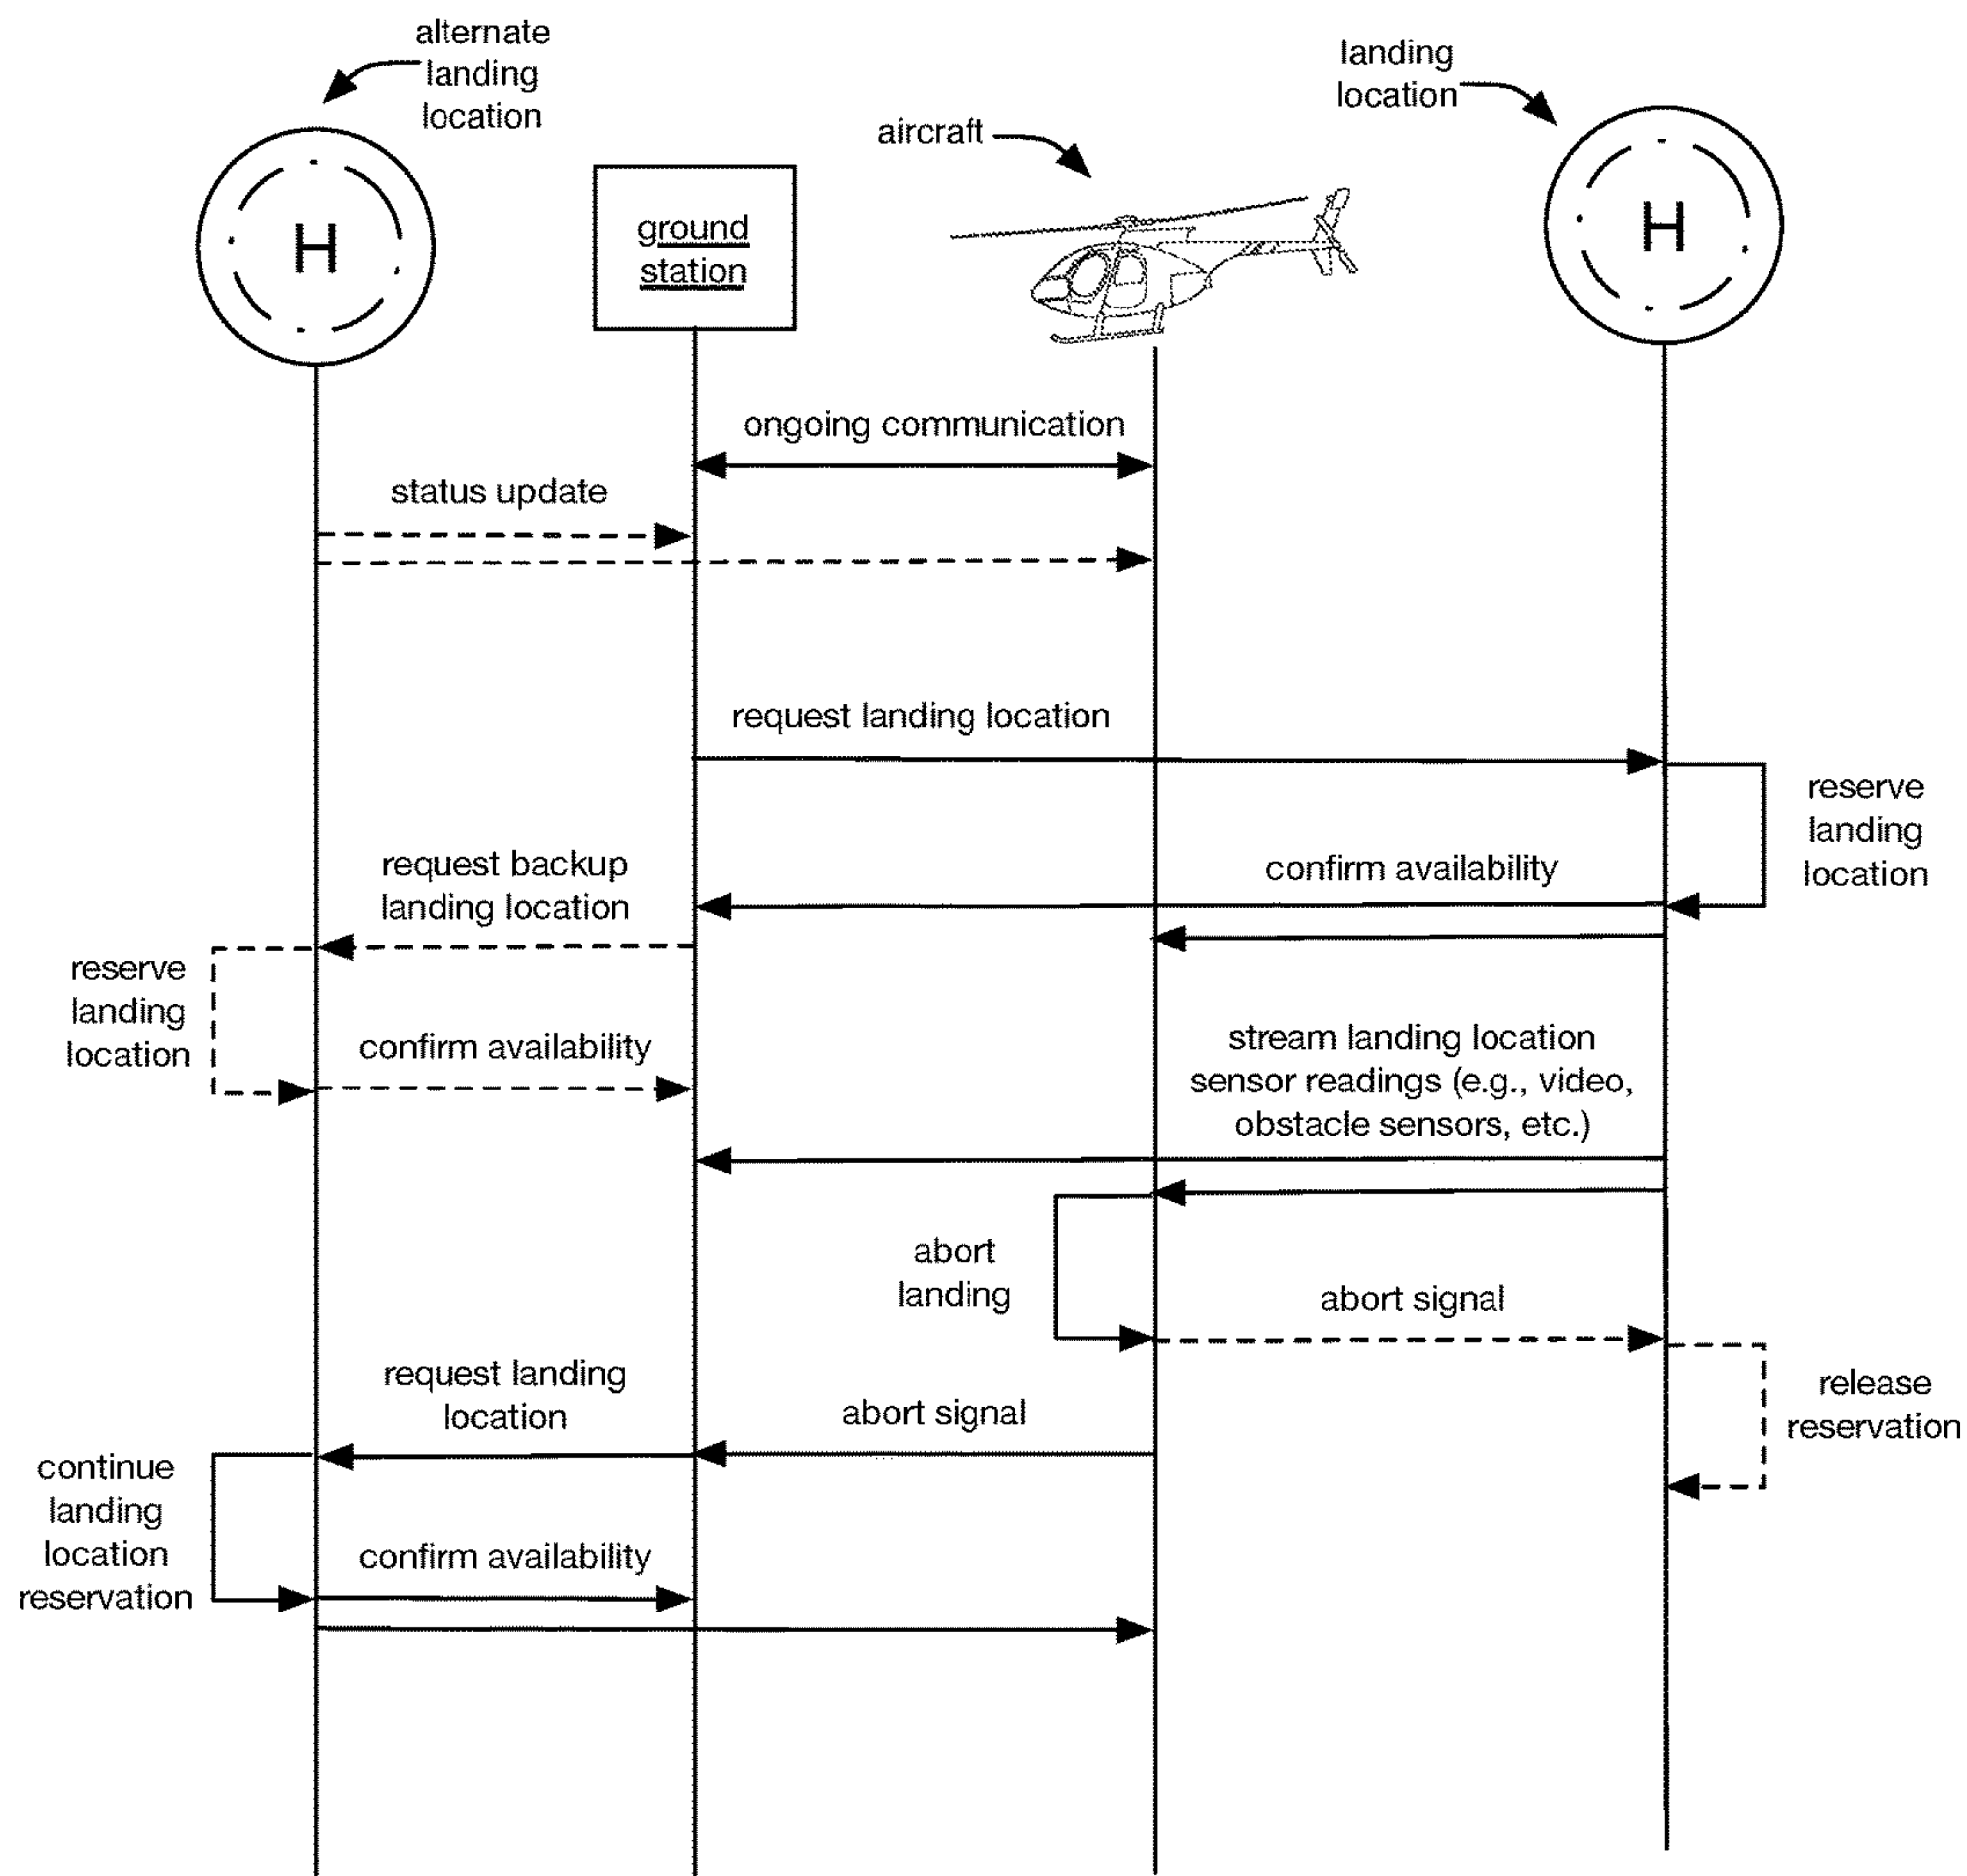 alternate
landing
location
landing
location
aircraft
H
ground
station
H
ongoing communication
status update
request landing location
reserve
landing
location
confirm availability
request backup
landing location
reserve
landing
location
confirm availability
stream landing location
sensor readings (e.g., video,
obstacle sensors, etc.)
abort
landing
abort signal
request landing
location
abort signal
release
reservation
continue
landing
location
reservation
confirm availability